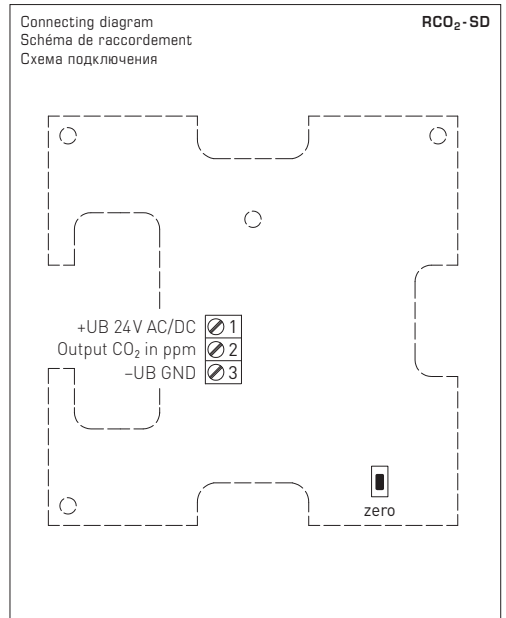 Connecting diagram
Schéma de raccordement
Схема подключения
RCO₂-SD
+UB 24V AC/DC 1
Output CO₂ in ppm 2
–UB GND 3
zero